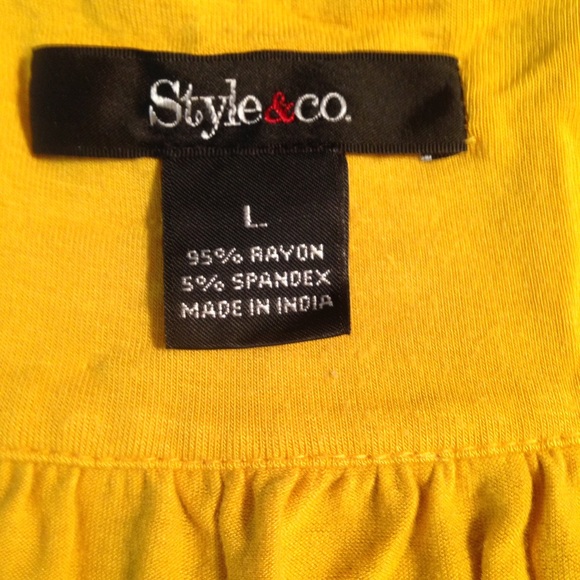 Style&co.
L.
95% RAYON
5% SPANDEX
MADE IN INDIA